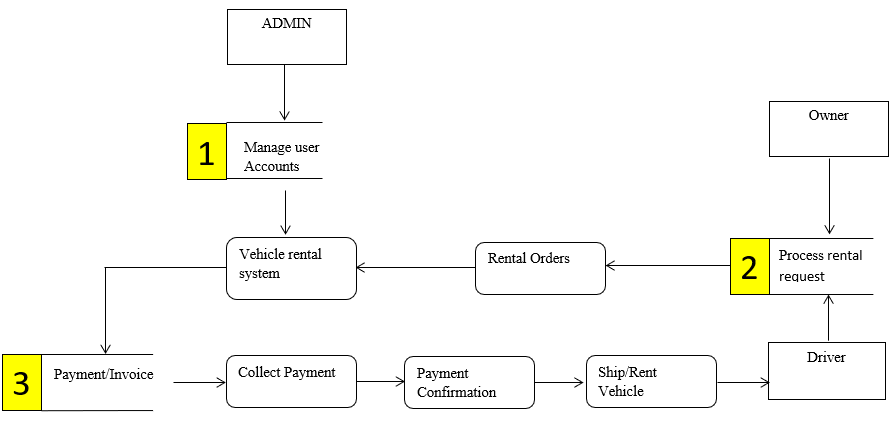 ADMIN
1
Manage user
Accounts
Owner
Vehicle rental
system
Rental Orders
2
Process rental
request
3
Payment/Invoice
Collect Payment
Payment
Confirmation
Ship/Rent
Vehicle
Driver